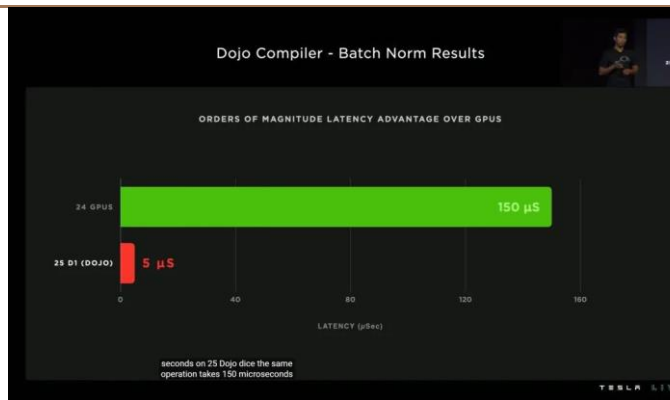 Dojo Compiler - Batch Norm Results
ORDERS OF MAGNITUDE LATENCY ADVANTAGE OVER GPUS
24 GPUS
150 µS
25 D1 (DOJO)
5 µS
0 40 80 120 160
LATENCY (µSec)
seconds on 25 Dojo dice the same
operation takes 150 microseconds
TESLA